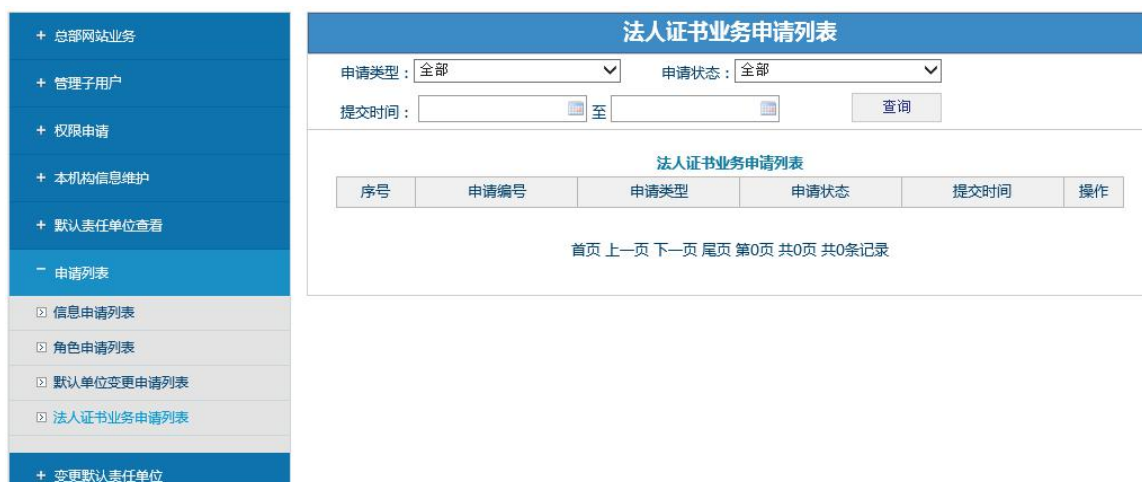 + 总部网站业务
+ 管理子用户
+ 权限申请
+ 本机构信息维护
+ 默认责任单位查看
- 申请列表
信息申请列表
角色申请列表
默认单位变更申请列表
法人证书业务申请列表
+ 变更默认责任单位
法人证书业务申请列表
申请类型： 全部 申请状态： 全部
提交时间： 至 查询
法人证书业务申请列表
序号 申请编号 申请类型 申请状态 提交时间 操作
首页 上一页 下一页 尾页 第0页 共0页 共0条记录